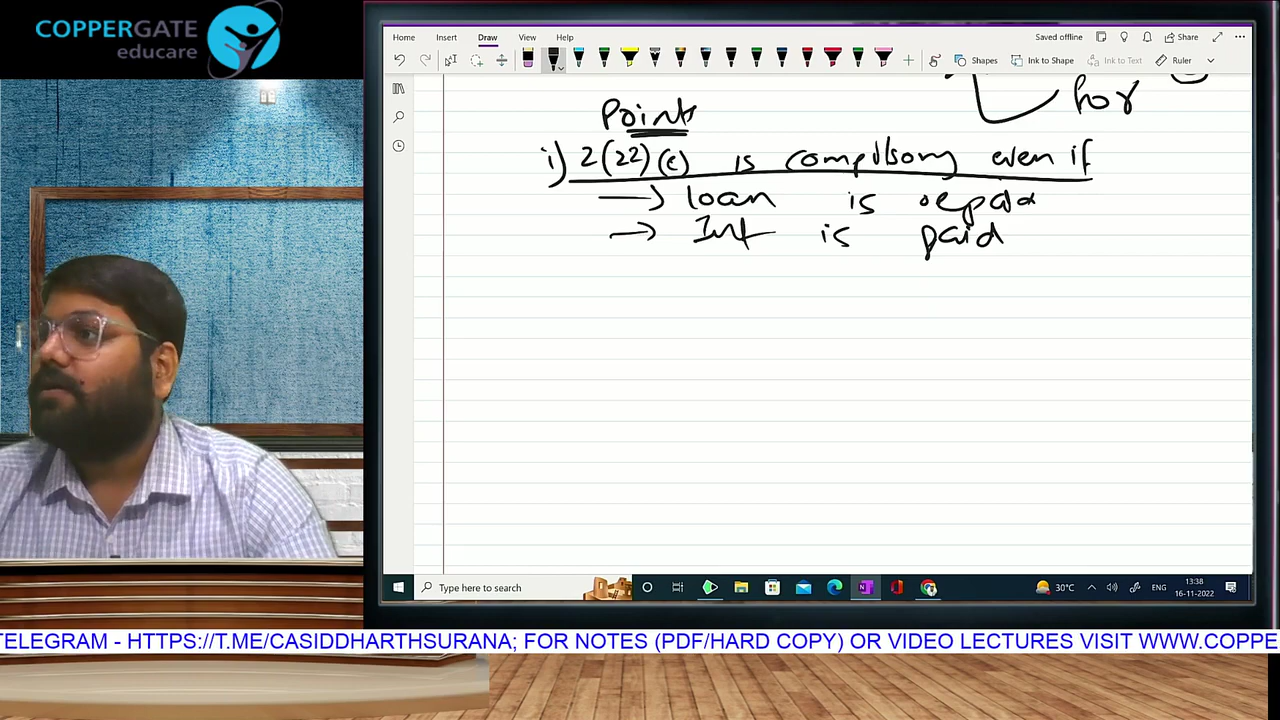 COPPERGATE
educare
Home Insert Draw View Help
Saved offline
Share
Shapes
Ink to Shape
Ink to Text
Ruler
for
Points
i) 2(22)(e) is compulsory even if
→ loan is repaid
→ Int is paid
Type here to search
30°C
ENG
13:38
16-11-2022
TELEGRAM - HTTPS://T.ME/CASIDDHARTHSURANA; FOR NOTES (PDF/HARD COPY) OR VIDEO LECTURES VISIT WWW.COPPE